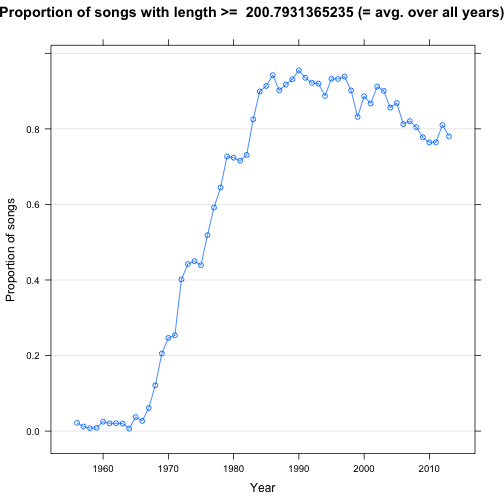 Proportion of songs with length >=  200.7931365235 (= avg. over all years)
0.8
0.6
0.4
0.2
0.0
Proportion of songs
1960 1970 1980 1990 2000 2010
Year